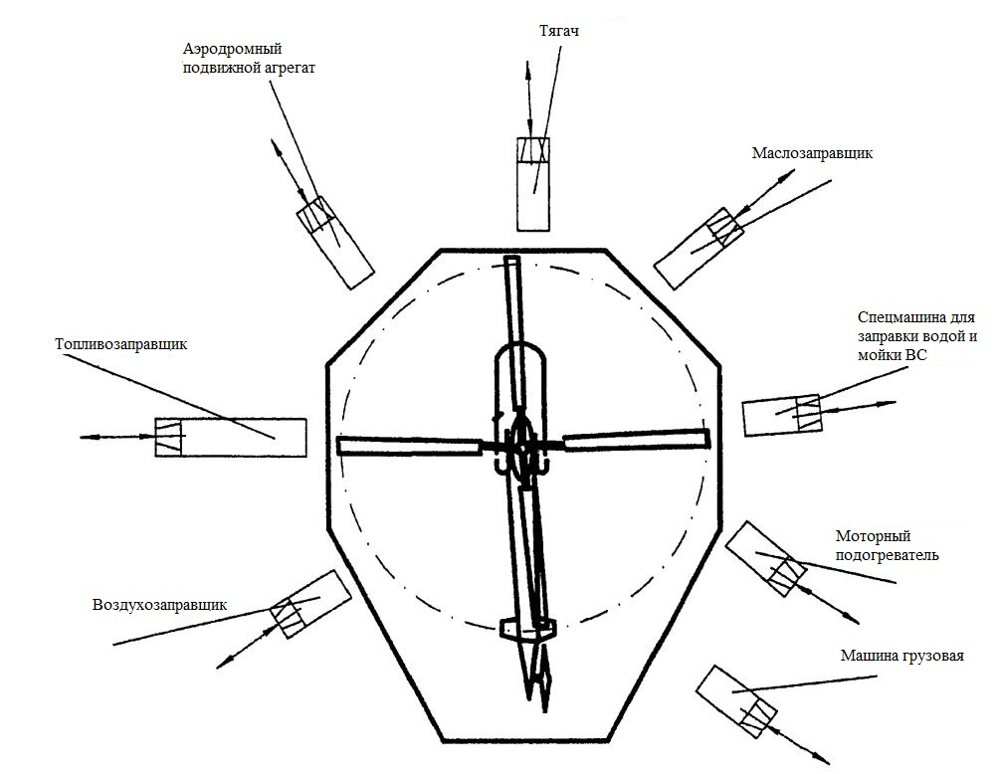 Тягач
Аэродромный
подвижной агрегат
Маслозаправщик
Спецмашина для
заправки водой и
мойки ВС
Топливозаправщик
Моторный
подогреватель
Воздухозаправщик
Машина грузовая